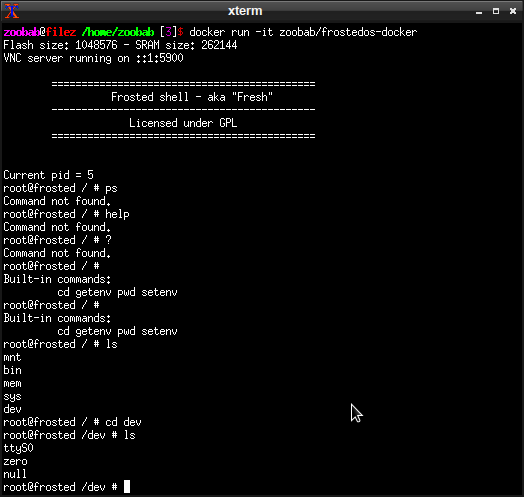 xterm
zoobab@filez /home/zoobab [3]$ docker run -it zoobab/frostedos-docker
Flash size: 1048576 - SRAM size: 262144
VNC server running on ::1:5900
============================================
Frosted shell - aka "Fresh"
--------------------------------------------
Licensed under GPL
============================================
Current pid = 5
root@frosted / # ps
Command not found.
root@frosted / # help
Command not found.
root@frosted / # ?
Command not found.
root@frosted / #
Built-in commands:
cd getenv pwd setenv
root@frosted / #
Built-in commands:
cd getenv pwd setenv
root@frosted / # ls
mnt
bin
mem
sys
dev
root@frosted / # cd dev
root@frosted /dev # ls
ttyS0
zero
null
root@frosted /dev #